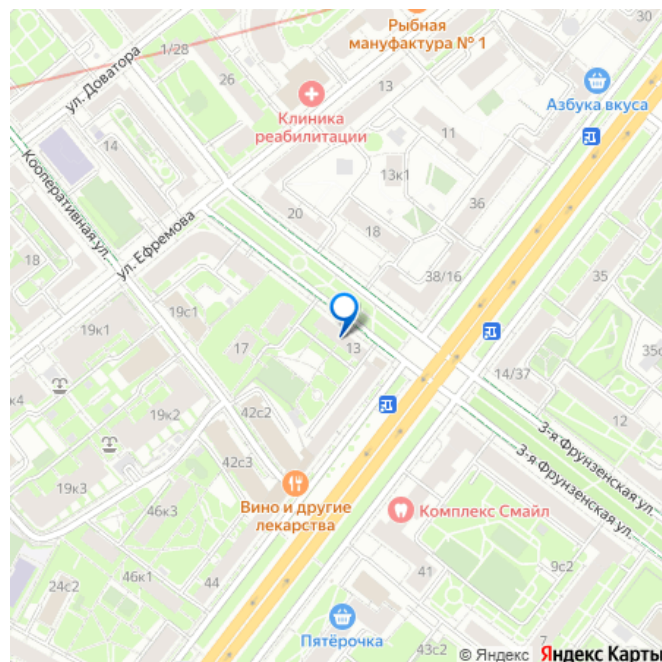 Рыбная
мануфактура № 1
30
1/28
ул. Доватора
26
13
Азбука вкуса
Клиника
реабилитации
11
14
Кооперативная ул.
13к1
20
36
18
ул. Ефремова
18
38/16
35
19с1
19к1
17
13
35с
14/37
19к2
42с2
12
3-я Фрунзенская ул.
3-я Фрунзенская ул.
42с3
19к3
46к3
Вино и другие
лекарства
Комплекс Смайл
24с2
46к1
44
41
9с2
Пятёрочка
43с2
7
© Яндекс Яндекс Карты